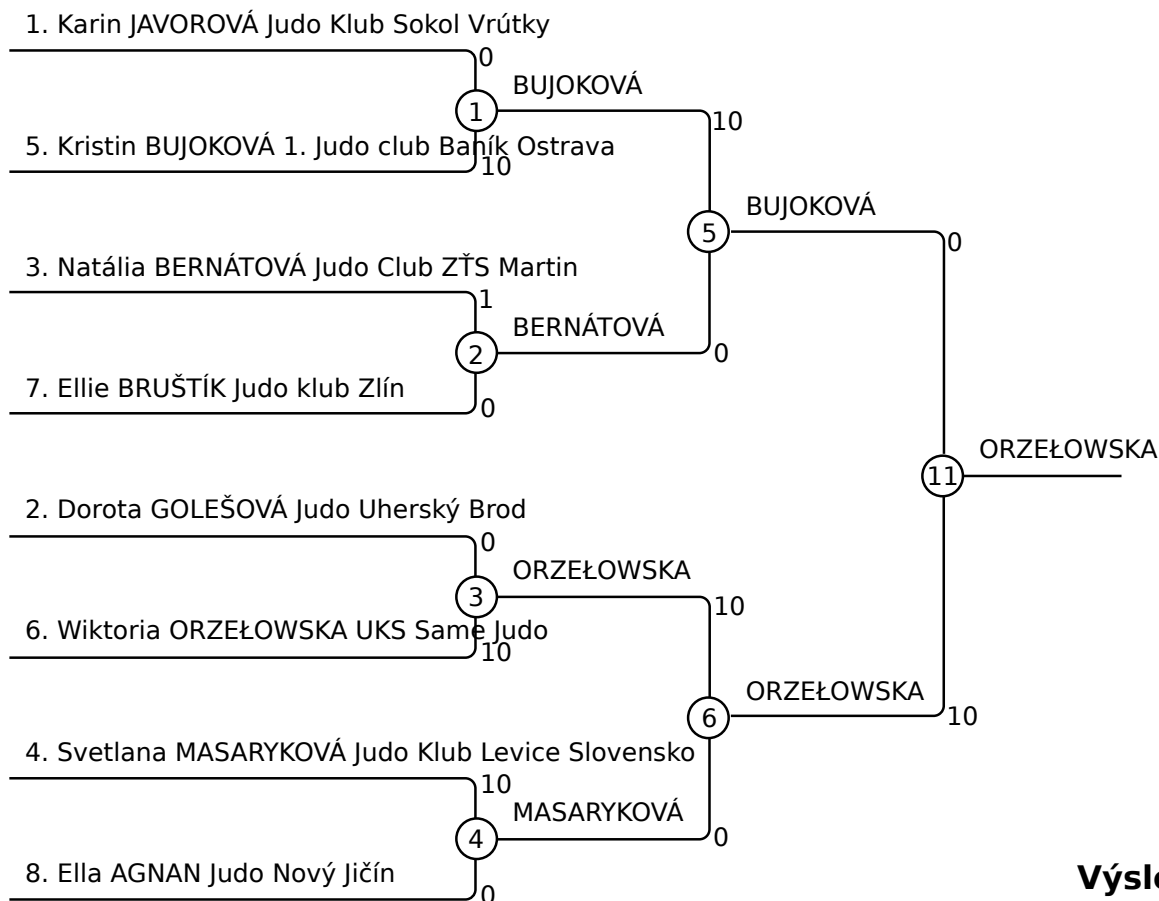 1. Karin JAVOROVÁ Judo Klub Sokol Vrútky
0
BUJOKOVÁ
1
10
5. Kristin BUJOKOVÁ 1. Judo club Baník Ostrava
10
BUJOKOVÁ
5
0
3. Natália BERNÁTOVÁ Judo Club ZŤS Martin
1
BERNÁTOVÁ
2
0
7. Ellie BRUŠTÍK Judo klub Zlín
0
ORZEŁOWSKA
11
2. Dorota GOLEŠOVÁ Judo Uherský Brod
0
ORZEŁOWSKA
3
10
6. Wiktoria ORZEŁOWSKA UKS Same Judo
10
ORZEŁOWSKA
6
10
4. Svetlana MASARYKOVÁ Judo Klub Levice Slovensko
10
MASARYKOVÁ
4
0
8. Ella AGNAN Judo Nový Jičín
0